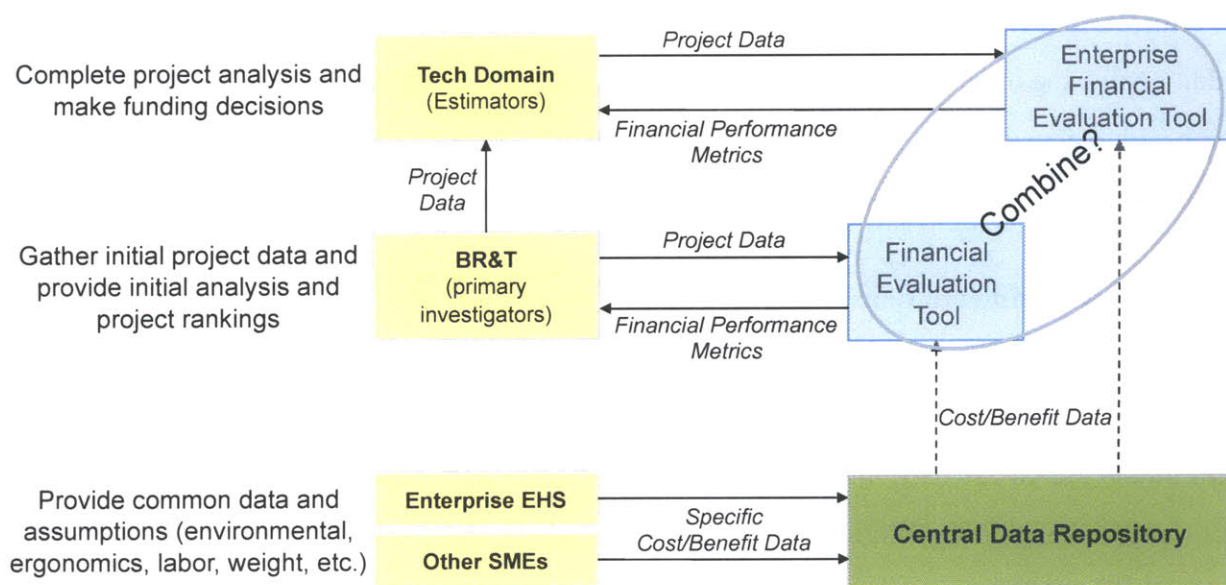 Complete project analysis and
make funding decisions
Tech Domain
(Estimators)
Project Data
Financial Performance
Metrics
Enterprise
Financial
Evaluation Tool
Combine?
Project
Data
Gather initial project data and
provide initial analysis and
project rankings
BR&T
(primary
investigators)
Project Data
Financial Performance
Metrics
Financial
Evaluation
Tool
Cost/Benefit Data
Provide common data and
assumptions (environmental,
ergonomics, labor, weight, etc.)
Enterprise EHS
Other SMEs
Specific
Cost/Benefit Data
Central Data Repository